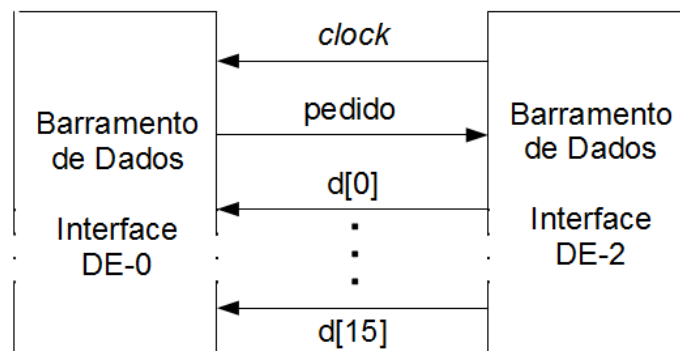 Barramento
de Dados
Interface
DE-0
clock
pedido
d[0]
d[15]
Barramento
de Dados
Interface
DE-2